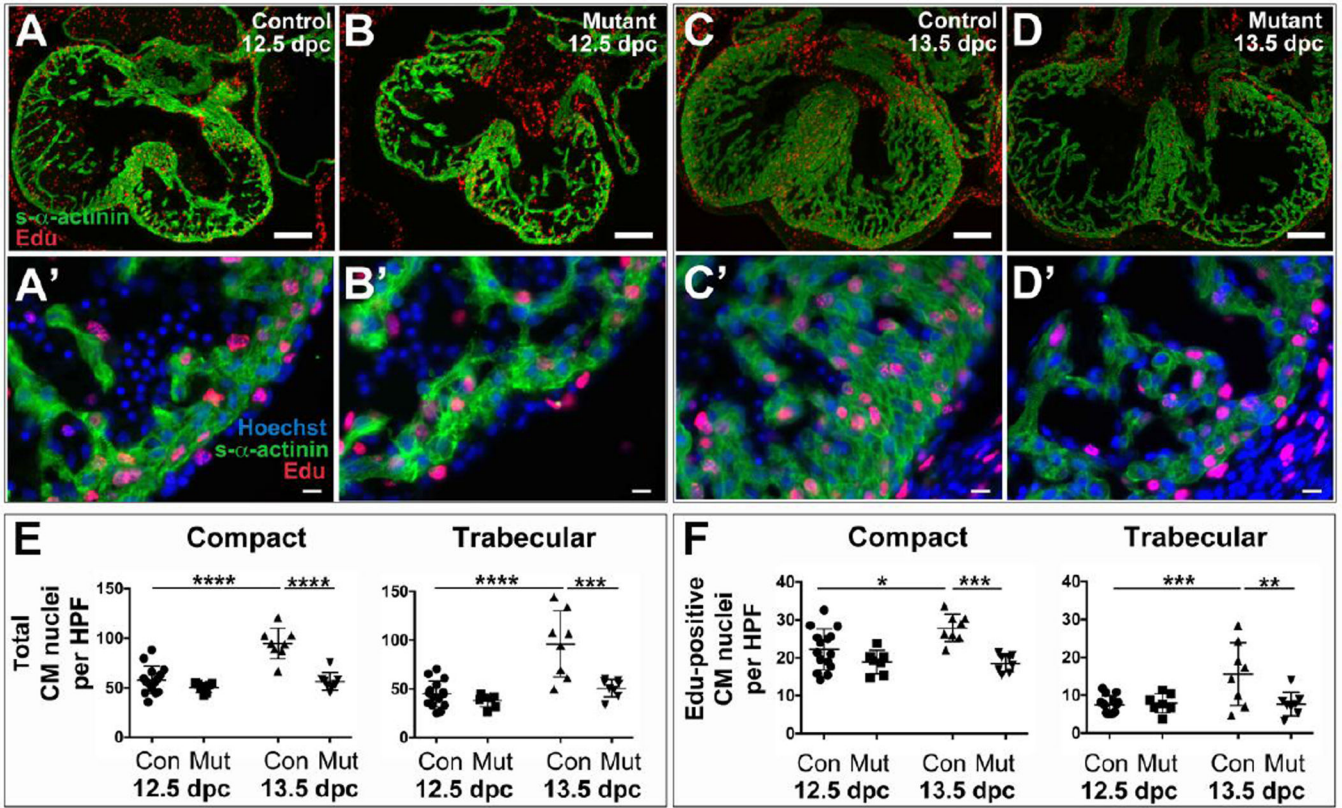 A
Control
12.5 dpc
s-α-actinin
Edu
B
Mutant
12.5 dpc
C
Control
13.5 dpc
D
Mutant
13.5 dpc
A’
Hoechst
s-α-actinin
Edu
B’
C’
D’
E
Compact
Trabecular
Total
CM nuclei
per HPF
150
100
50
0
****
****
150
100
50
0
****
***
Con Mut Con Mut
12.5 dpc 13.5 dpc
Con Mut Con Mut
12.5 dpc 13.5 dpc
F
Compact
Trabecular
Edu-positive
CM nuclei
per HPF
40
30
20
10
0
*
***
40
30
20
10
0
***
**
Con Mut Con Mut
12.5 dpc 13.5 dpc
Con Mut Con Mut
12.5 dpc 13.5 dpc